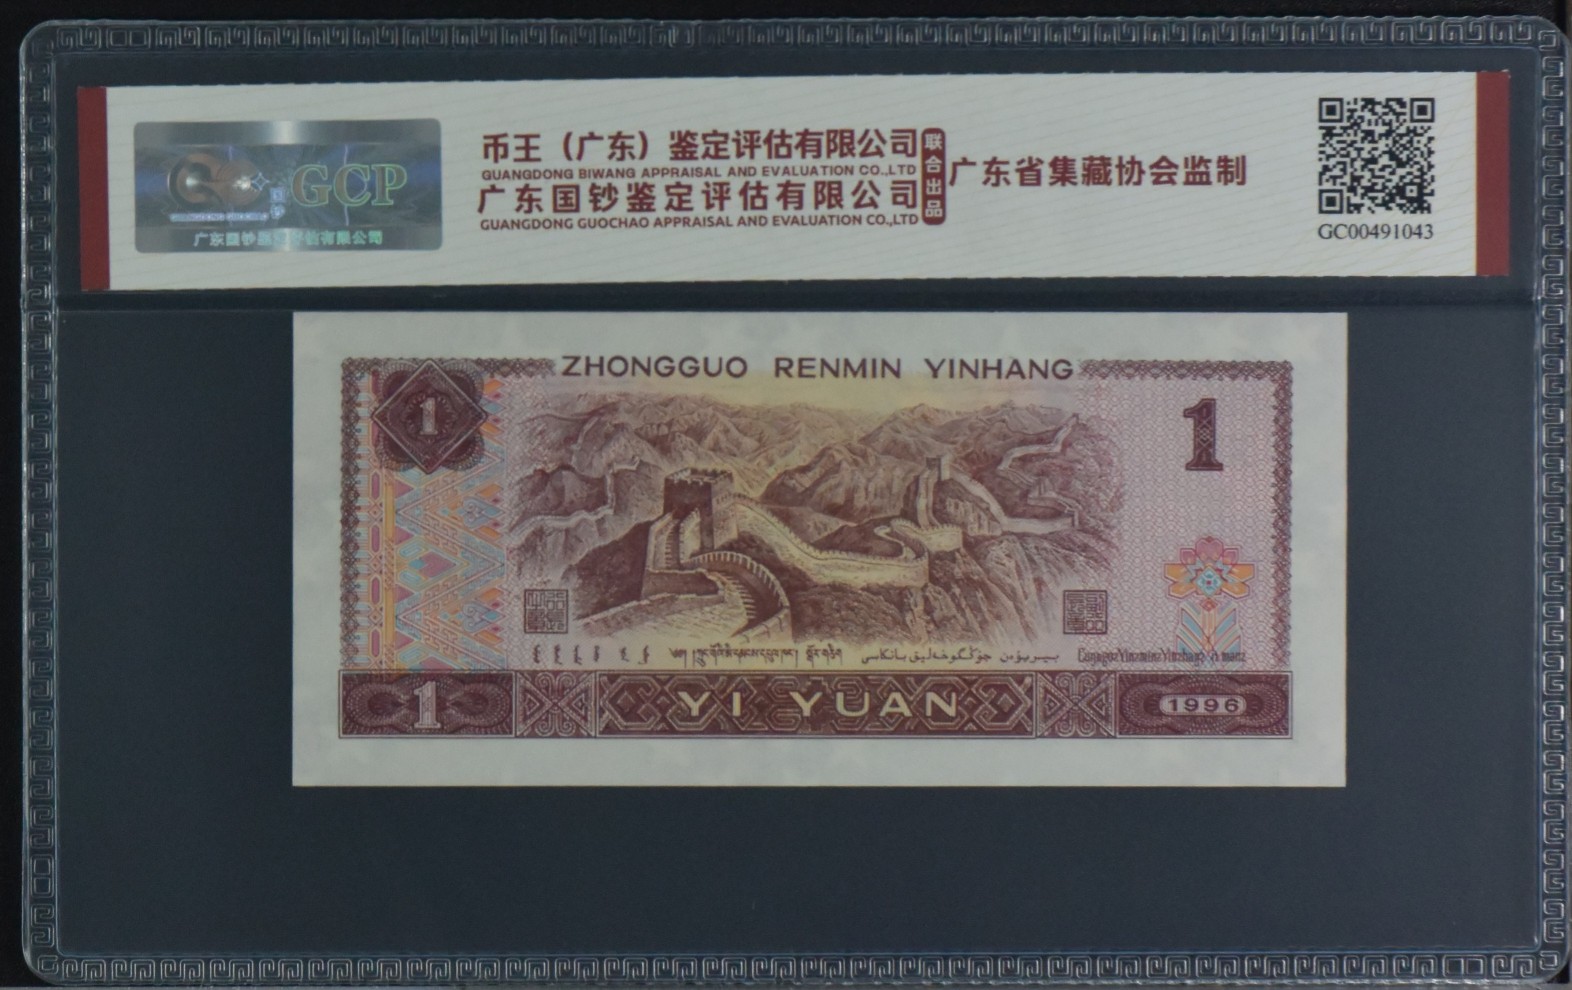 GCP
广东国钞鉴定评估有限公司
币王（广东）鉴定评估有限公司
GUANGDONG BIWANG APPRAISAL AND EVALUATION CO.,LTD
广东国钞鉴定评估有限公司
GUANGDONG GUOCHAO APPRAISAL AND EVALUATION CO.,LTD
联合出品
广东省集藏协会监制
GC00491043
ZHONGGUO RENMIN YINHANG
1
1
YI YUAN
1
1996